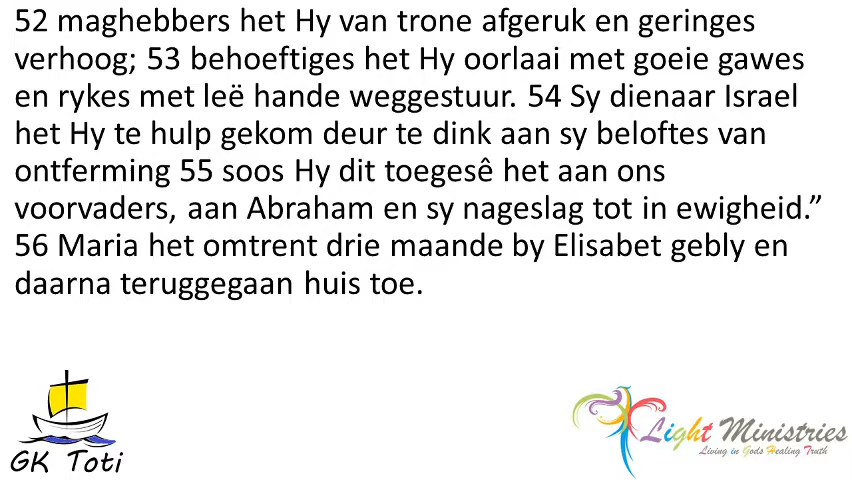 52 maghebbers het Hy van trone afgeruk en geringes
verhoog; 53 behoeftiges het Hy oorlaai met goeie gawes
en rykes met leë hande weggestuur. 54 Sy dienaar Israel
het Hy te hulp gekom deur te dink aan sy beloftes van
ontferming 55 soos Hy dit toegesê het aan ons
voorvaders, aan Abraham en sy nageslag tot in ewigheid.”
56 Maria het omtrent drie maande by Elisabet gebly en
daarna teruggegaan huis toe.
GK Toti
Light Ministries
Living in Gods Healing Truth